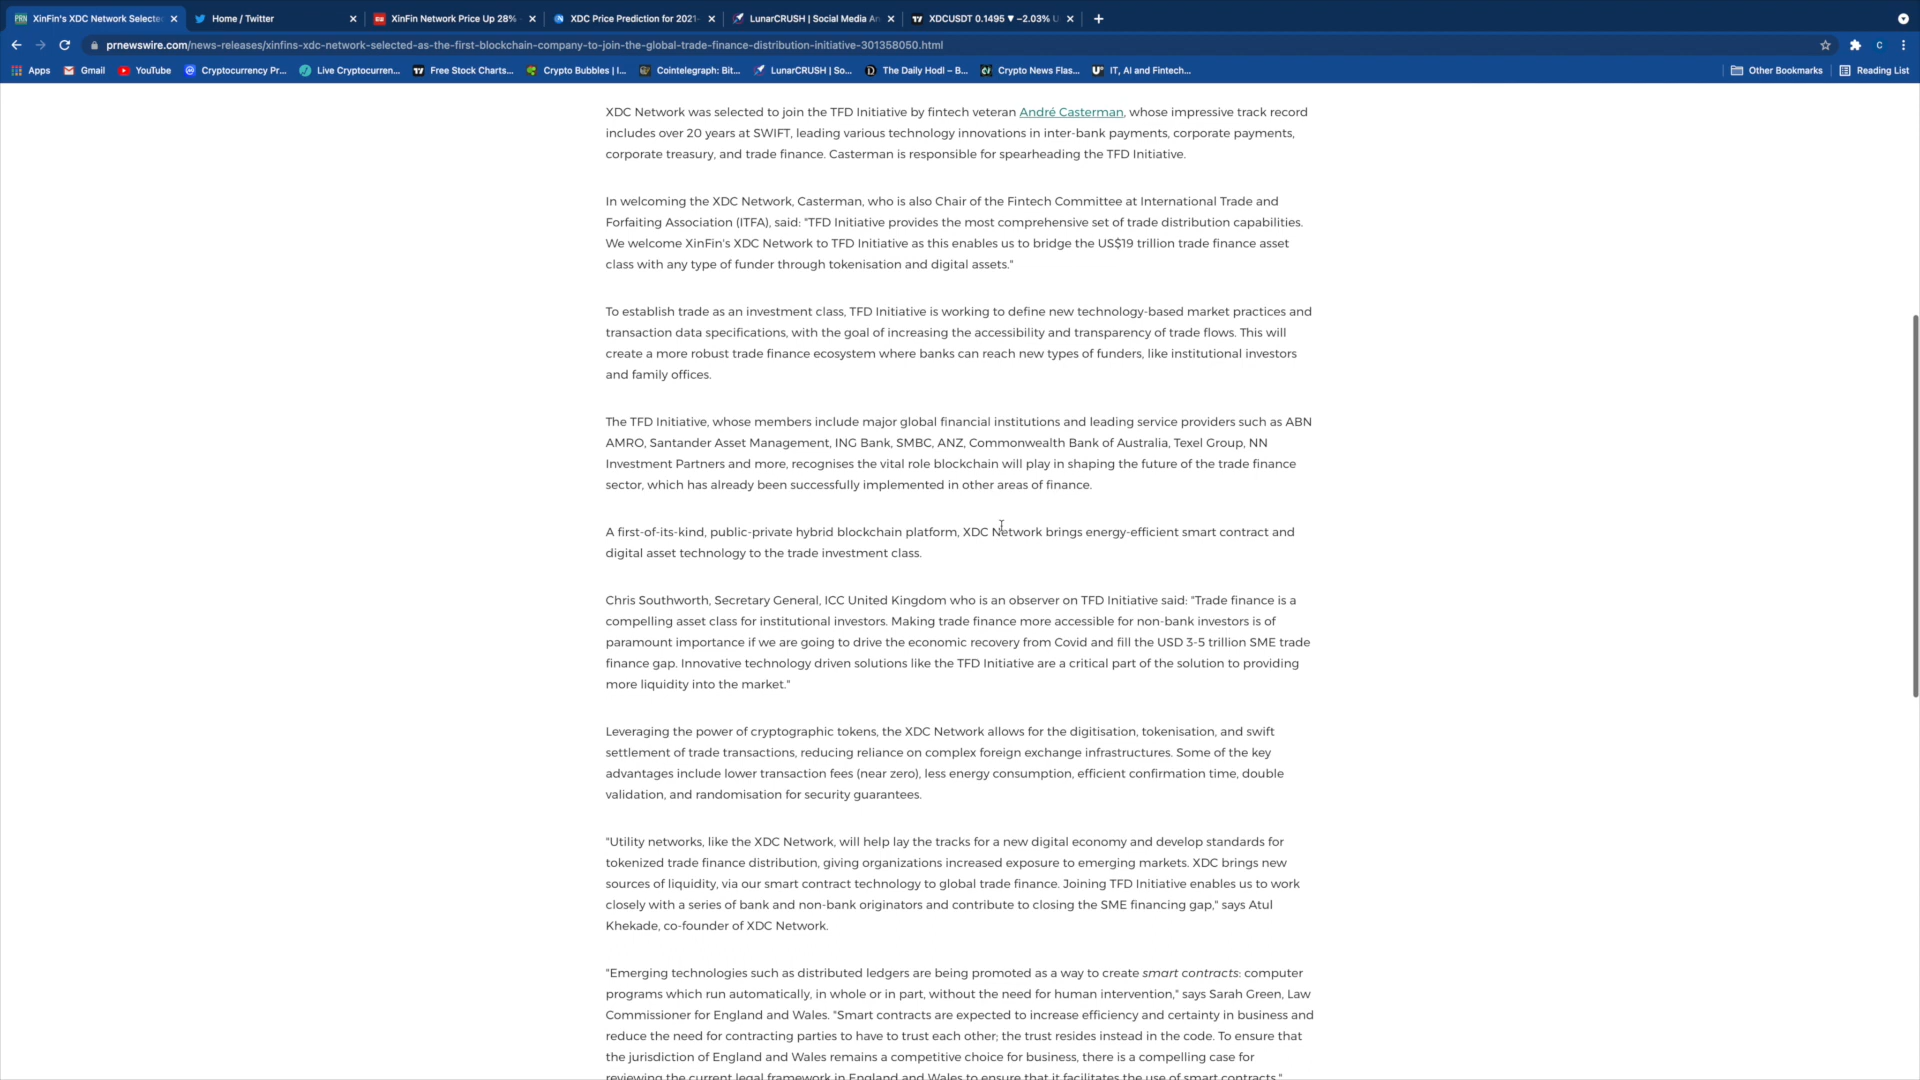 XinFin's XDC Network Selected
Home / Twitter
XinFin Network Price Up 28%
XDC Price Prediction for 2021-
LunarCRUSH | Social Media An
XDCUSDT 0.1495 ▼ −2.03% U
prnewswire.com/news-releases/xinfins-xdc-network-selected-as-the-first-blockchain-company-to-join-the-global-trade-finance-distribution-initiative-301358050.html
C
Apps Gmail YouTube Cryptocurrency Pr... Live Cryptocurren... Free Stock Charts... Crypto Bubbles | I... Cointelegraph: Bit... LunarCRUSH | So... The Daily Hodl – B... Crypto News Flas... IT, AI and Fintech... Other Bookmarks Reading List
XDC Network was selected to join the TFD Initiative by fintech veteran André Casterman, whose impressive track record
includes over 20 years at SWIFT, leading various technology innovations in inter-bank payments, corporate payments,
corporate treasury, and trade finance. Casterman is responsible for spearheading the TFD Initiative.
In welcoming the XDC Network, Casterman, who is also Chair of the Fintech Committee at International Trade and
Forfaiting Association (ITFA), said: "TFD Initiative provides the most comprehensive set of trade distribution capabilities.
We welcome XinFin's XDC Network to TFD Initiative as this enables us to bridge the US$19 trillion trade finance asset
class with any type of funder through tokenisation and digital assets."
To establish trade as an investment class, TFD Initiative is working to define new technology-based market practices and
transaction data specifications, with the goal of increasing the accessibility and transparency of trade flows. This will
create a more robust trade finance ecosystem where banks can reach new types of funders, like institutional investors
and family offices.
The TFD Initiative, whose members include major global financial institutions and leading service providers such as ABN
AMRO, Santander Asset Management, ING Bank, SMBC, ANZ, Commonwealth Bank of Australia, Texel Group, NN
Investment Partners and more, recognises the vital role blockchain will play in shaping the future of the trade finance
sector, which has already been successfully implemented in other areas of finance.
A first-of-its-kind, public-private hybrid blockchain platform, XDC Network brings energy-efficient smart contract and
digital asset technology to the trade investment class.
Chris Southworth, Secretary General, ICC United Kingdom who is an observer on TFD Initiative said: "Trade finance is a
compelling asset class for institutional investors. Making trade finance more accessible for non-bank investors is of
paramount importance if we are going to drive the economic recovery from Covid and fill the USD 3-5 trillion SME trade
finance gap. Innovative technology driven solutions like the TFD Initiative are a critical part of the solution to providing
more liquidity into the market."
Leveraging the power of cryptographic tokens, the XDC Network allows for the digitisation, tokenisation, and swift
settlement of trade transactions, reducing reliance on complex foreign exchange infrastructures. Some of the key
advantages include lower transaction fees (near zero), less energy consumption, efficient confirmation time, double
validation, and randomisation for security guarantees.
"Utility networks, like the XDC Network, will help lay the tracks for a new digital economy and develop standards for
tokenized trade finance distribution, giving organizations increased exposure to emerging markets. XDC brings new
sources of liquidity, via our smart contract technology to global trade finance. Joining TFD Initiative enables us to work
closely with a series of bank and non-bank originators and contribute to closing the SME financing gap," says Atul
Khekade, co-founder of XDC Network.
"Emerging technologies such as distributed ledgers are being promoted as a way to create smart contracts: computer
programs which run automatically, in whole or in part, without the need for human intervention," says Sarah Green, Law
Commissioner for England and Wales. "Smart contracts are expected to increase efficiency and certainty in business and
reduce the need for contracting parties to have to trust each other; the trust resides instead in the code. To ensure that
the jurisdiction of England and Wales remains a competitive choice for business, there is a compelling case for
reviewing the current legal framework in England and Wales to ensure that it facilitates the use of smart contracts."